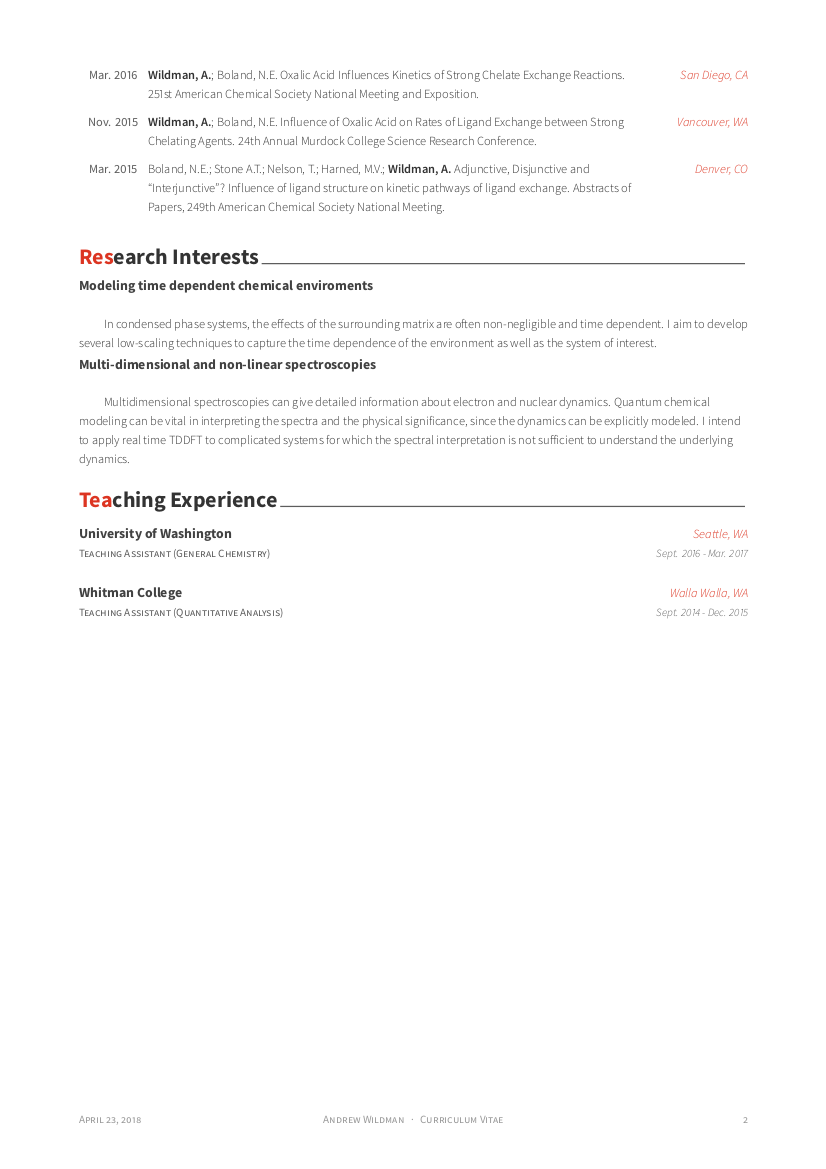 Mar. 2016 Wildman, A.; Boland, N.E. Oxalic Acid Influences Kinetics of Strong Chelate Exchange Reactions. San Diego, CA
251st American Chemical Society National Meeting and Exposition.
Nov. 2015 Wildman, A.; Boland, N.E. Influence of Oxalic Acid on Rates of Ligand Exchange between Strong Vancouver, WA
Chelating Agents. 24th Annual Murdock College Science Research Conference.
Mar. 2015 Boland, N.E.; Stone A.T.; Nelson, T.; Harned, M.V.; Wildman, A. Adjunctive, Disjunctive and Denver, CO
“Interjunctive”? Influence of ligand structure on kinetic pathways of ligand exchange. Abstracts of
Papers, 249th American Chemical Society National Meeting.
Research Interests
Modeling time dependent chemical enviroments
In condensed phase systems, the effects of the surrounding matrix are often non-negligible and time dependent. I aim to develop
several low-scaling techniques to capture the time dependence of the environment as well as the system of interest.
Multi-dimensional and non-linear spectroscopies
Multidimensional spectroscopies can give detailed information about electron and nuclear dynamics. Quantum chemical
modeling can be vital in interpreting the spectra and the physical significance, since the dynamics can be explicitly modeled. I intend
to apply real time TDDFT to complicated systems for which the spectral interpretation is not sufficient to understand the underlying
dynamics.
Teaching Experience
University of Washington Seattle, WA
Teaching Assistant (General Chemistry) Sept. 2016 - Mar. 2017
Whitman College Walla Walla, WA
Teaching Assistant (Quantitative Analysis) Sept. 2014 - Dec. 2015
April 23, 2018 Andrew Wildman · Curriculum Vitae 2